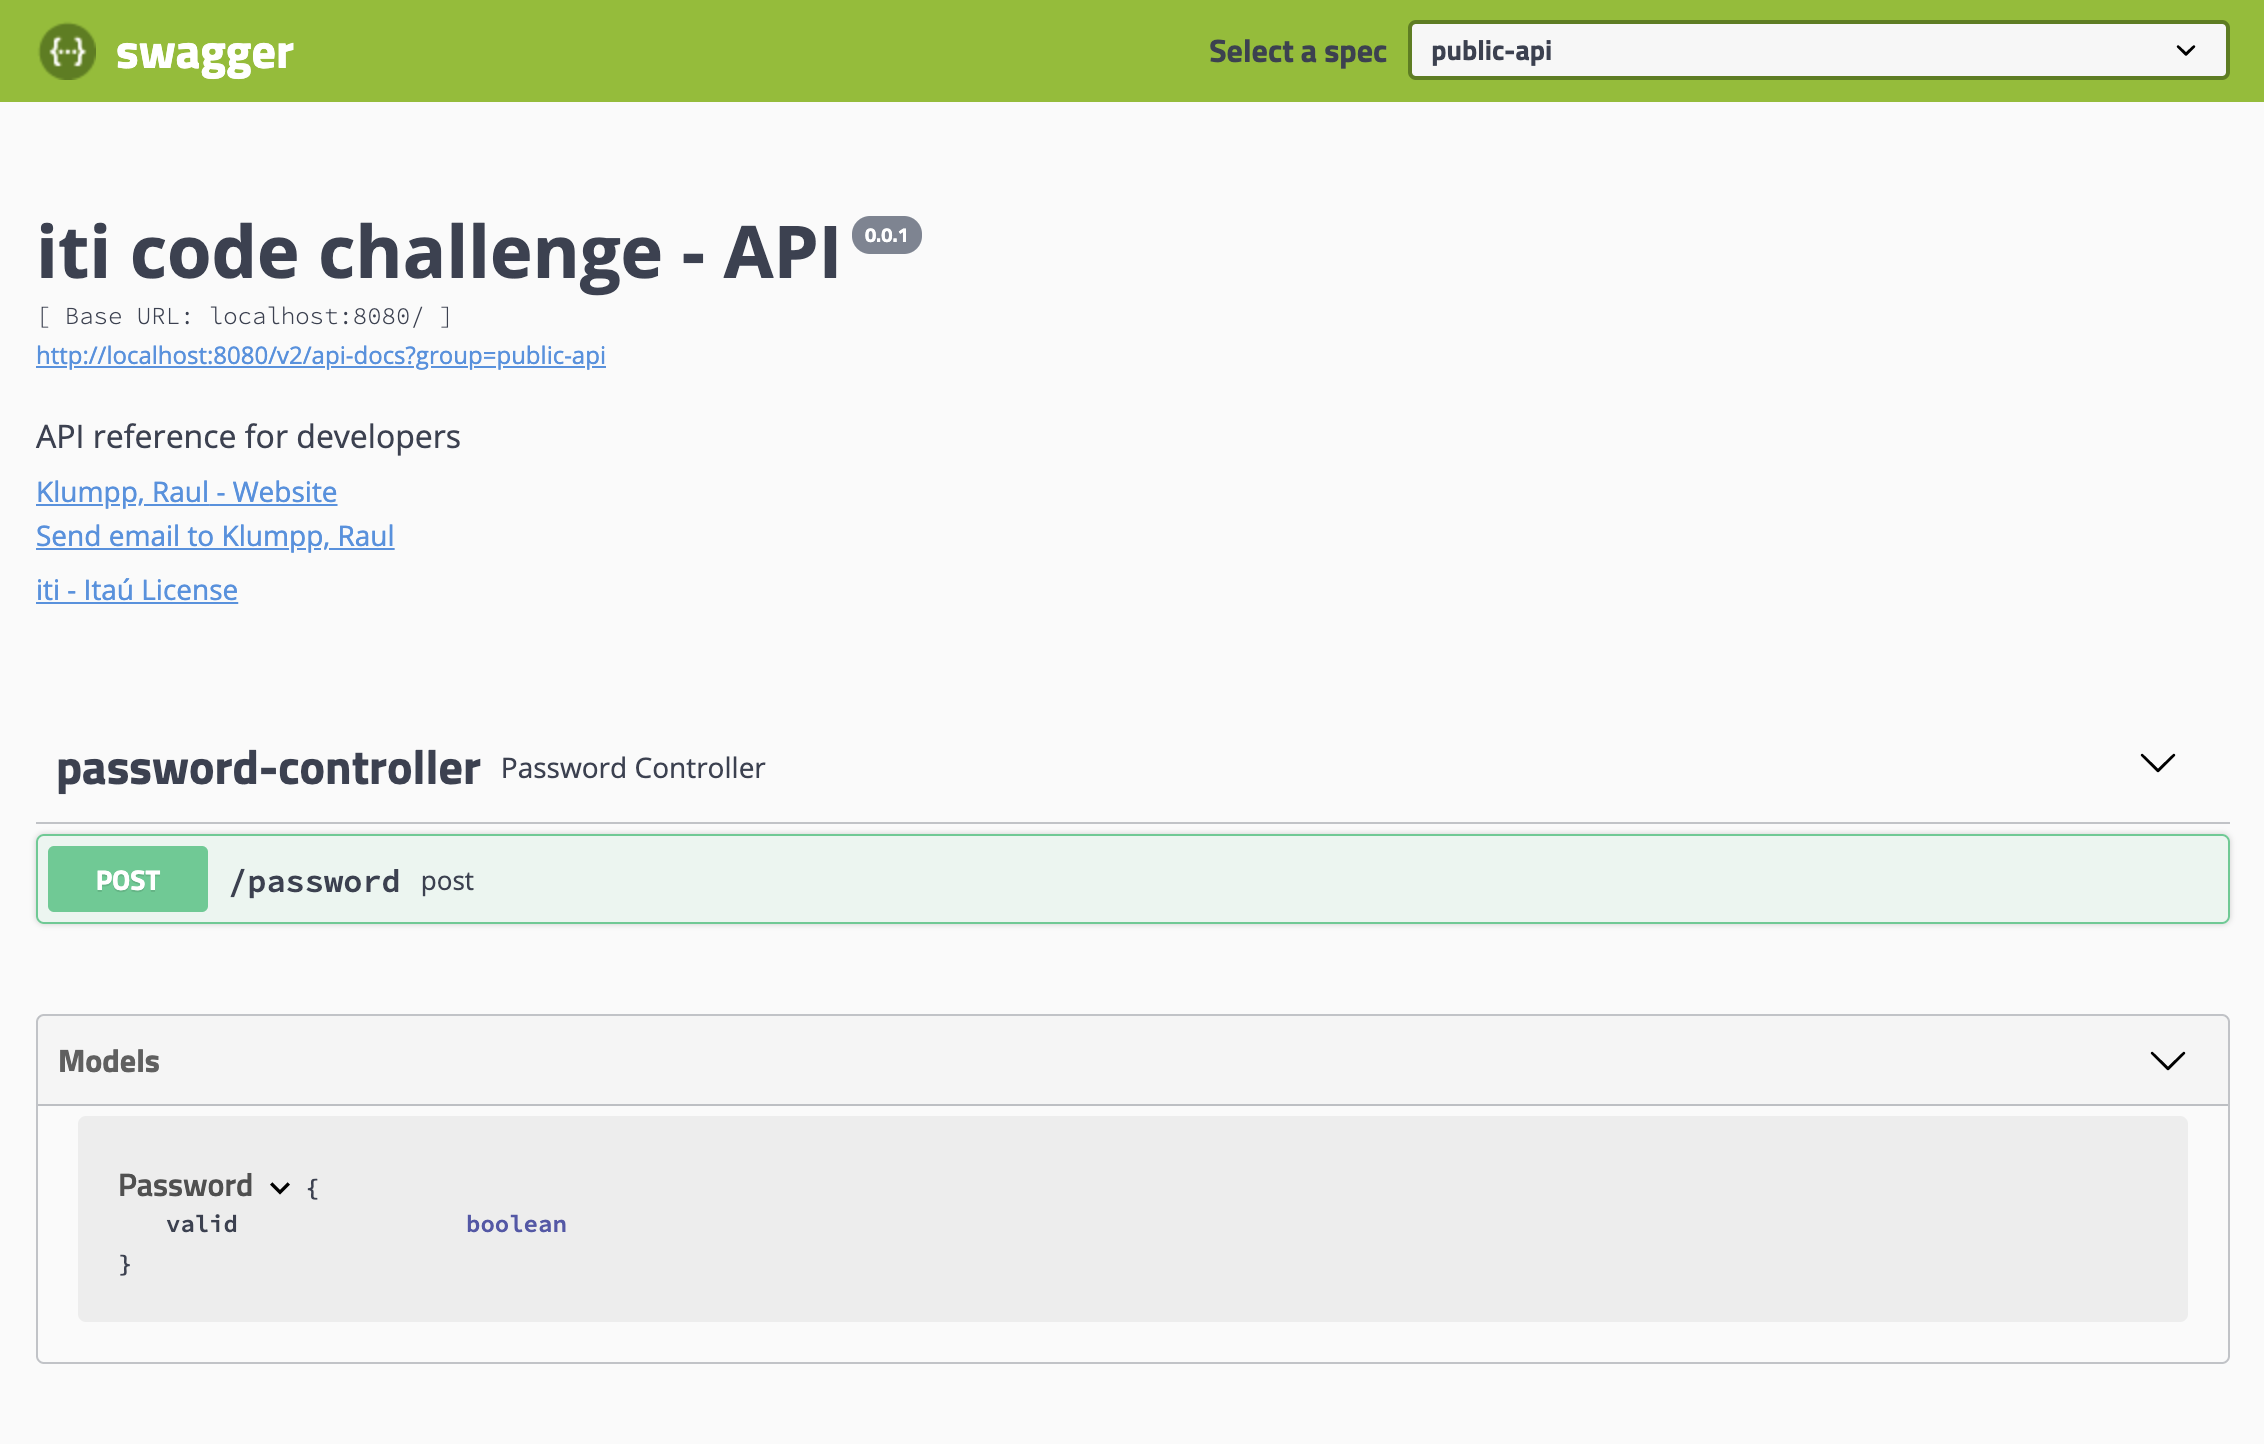 {···} swagger
Select a spec
public-api
iti code challenge - API 0.0.1
[ Base URL: localhost:8080/ ]
http://localhost:8080/v2/api-docs?group=public-api
API reference for developers
Klumpp, Raul - Website
Send email to Klumpp, Raul
iti - Itaú License
password-controller Password Controller
POST /password post
Models
Password {
valid boolean
}